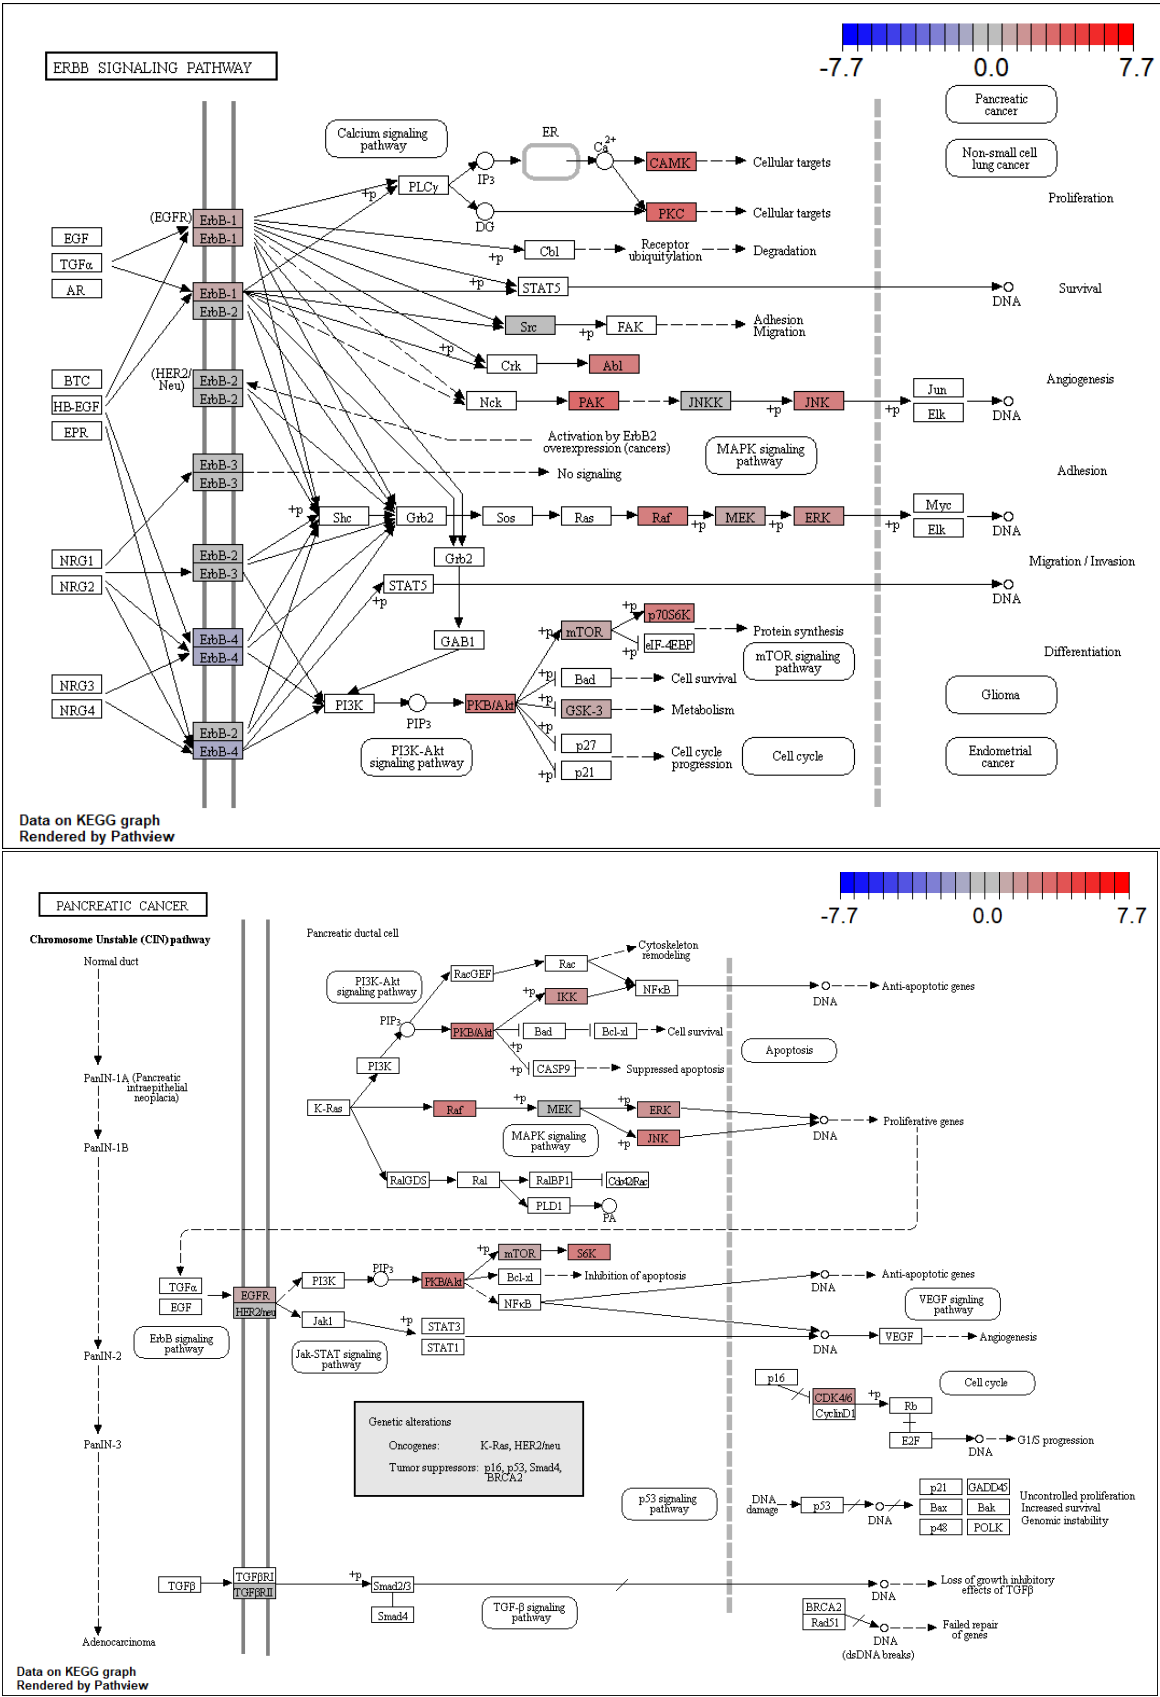 ERBB SIGNALING PATHWAY
-7.7 0.0 7.7
Pancreatic
cancer
Non-small cell
lung cancer
Calcium signaling
pathway
ER
Ca2+
IP3
CAMK
Cellular targets
PLCγ
+p
DG
PKC
Cellular targets
Proliferation
(EGFR)
ErbB-1
ErbB-1
EGF
TGFα
AR
Cbl
+p
Receptor
ubiquitylation
Degradation
ErbB-1
ErbB-2
+p
STAT5
DNA
Survival
Src
+p
FAK
Adhesion
Migration
+p
Crk
Abl
(HER2/
Neu)
ErbB-2
ErbB-2
BTC
HB-EGF
EPR
Nck
PAK
JNKK
+p
JNK
+p
Jun
Elk
DNA
Angiogenesis
Activation by ErbB2
overexpression (cancers)
MAPK signaling
pathway
ErbB-3
ErbB-3
No signaling
Adhesion
+p
Shc
Grb2
Sos
Ras
Raf
+p
MEK
+p
ERK
+p
Myc
Elk
DNA
NRG1
NRG2
ErbB-2
ErbB-3
Grb2
Migration / Invasion
STAT5
+p
DNA
ErbB-4
ErbB-4
GAB1
+p
mTOR
+p
p70S6K
+p
eIF-4EBP
Protein synthesis
mTOR signaling
pathway
Differentiation
NRG3
NRG4
+p
Bad
Cell survival
PI3K
PIP3
PKB/Akt
+p
GSK-3
Metabolism
Glioma
ErbB-2
ErbB-4
PI3K-Akt
signaling pathway
+p
p27
+p
p21
Cell cycle
progression
Cell cycle
Endometrial
cancer
Data on KEGG graph
Rendered by Pathview
PANCREATIC CANCER
-7.7 0.0 7.7
Chromosome Unstable (CIN) pathway
Normal duct
Pancreatic ductal cell
PI3K-Akt
signaling pathway
RacGEF
Rac
Cytoskeleton
remodeling
+p
IKK
NFκB
DNA
Anti-apoptotic genes
PIP3
PKB/Akt
+p
Bad
Bcl-xl
Cell survival
PI3K
+p
CASP9
Suppressed apoptosis
Apoptosis
PanIN-1A (Pancreatic
intraepithelial
neoplacia)
K-Ras
Raf
+p
MEK
+p
ERK
+p
JNK
DNA
Proliferative genes
MAPK signaling
pathway
PanIN-1B
RalGDS
Ral
RalBP1
Cdc42/Rac
PLD1
PA
TGFα
EGF
EGFR
HER2/neu
ErbB signaling
pathway
PI3K
PIP3
PKB/Akt
+p
mTOR
S6K
Bcl-xl
Inhibition of apoptosis
NFκB
DNA
Anti-apoptotic genes
VEGF signling
pathway
Jak1
+p
STAT3
STAT1
DNA
VEGF
Angiogenesis
Jak-STAT signaling
pathway
PanIN-2
p16
CDK4/6
CyclinD1
+p
Rb
E2F
DNA
G1/S progression
Cell cycle
PanIN-3
Genetic alterations
Oncogenes: K-Ras, HER2/neu
Tumor suppressors: p16, p53, Smad4,
BRCA2
p53 signaling
pathway
DNA
damage
p53
DNA
p21
GADD45
Bax
Bak
p48
POLK
Uncontrolled proliferation
Increased survival
Genomic instability
TGFβ
TGFβRI
TGFβRII
+p
Smad2/3
Smad4
TGF-β signaling
pathway
DNA
Loss of growth inhibitory
effects of TGFβ
BRCA2
Rad51
DNA
(dsDNA breaks)
Failed repair
of genes
Adenocarcinoma
Data on KEGG graph
Rendered by Pathview